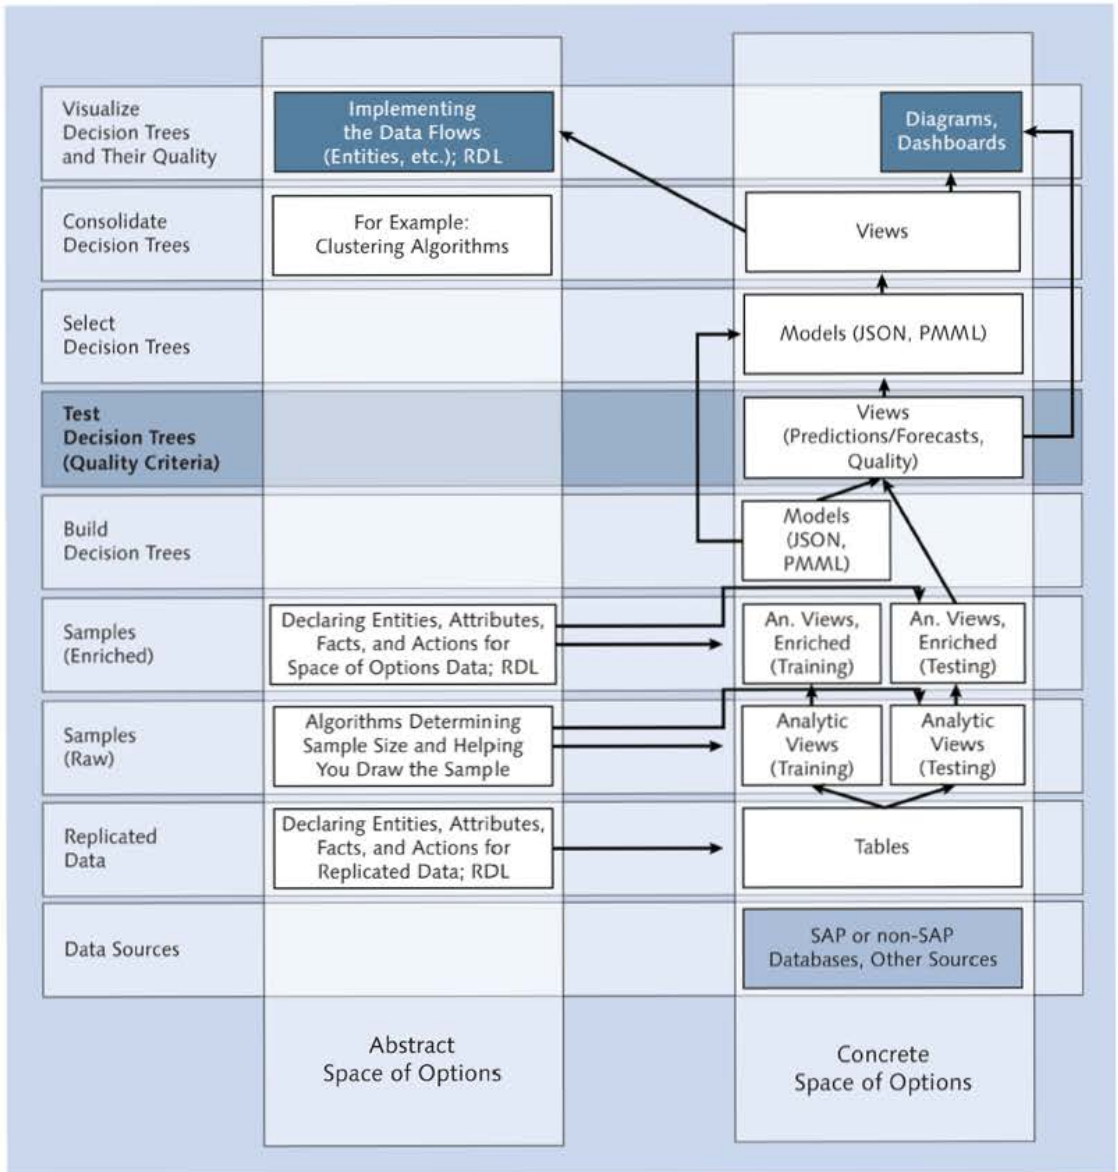 Visualize
Decision Trees
and Their Quality
Implementing
the Data Flows
(Entities, etc.); RDL
Diagrams,
Dashboards
Consolidate
Decision Trees
For Example:
Clustering Algorithms
Views
Select
Decision Trees
Models (JSON, PMML)
Test
Decision Trees
(Quality Criteria)
Views
(Predictions/Forecasts,
Quality)
Build
Decision Trees
Models
(JSON,
PMML)
Samples
(Enriched)
Declaring Entities, Attributes,
Facts, and Actions for
Space of Options Data; RDL
An. Views,
Enriched
(Training)
An. Views,
Enriched
(Testing)
Samples
(Raw)
Algorithms Determining
Sample Size and Helping
You Draw the Sample
Analytic
Views
(Training)
Analytic
Views
(Testing)
Replicated
Data
Declaring Entities, Attributes,
Facts, and Actions for
Replicated Data; RDL
Tables
Data Sources
SAP or non-SAP
Databases, Other Sources
Abstract
Space of Options
Concrete
Space of Options